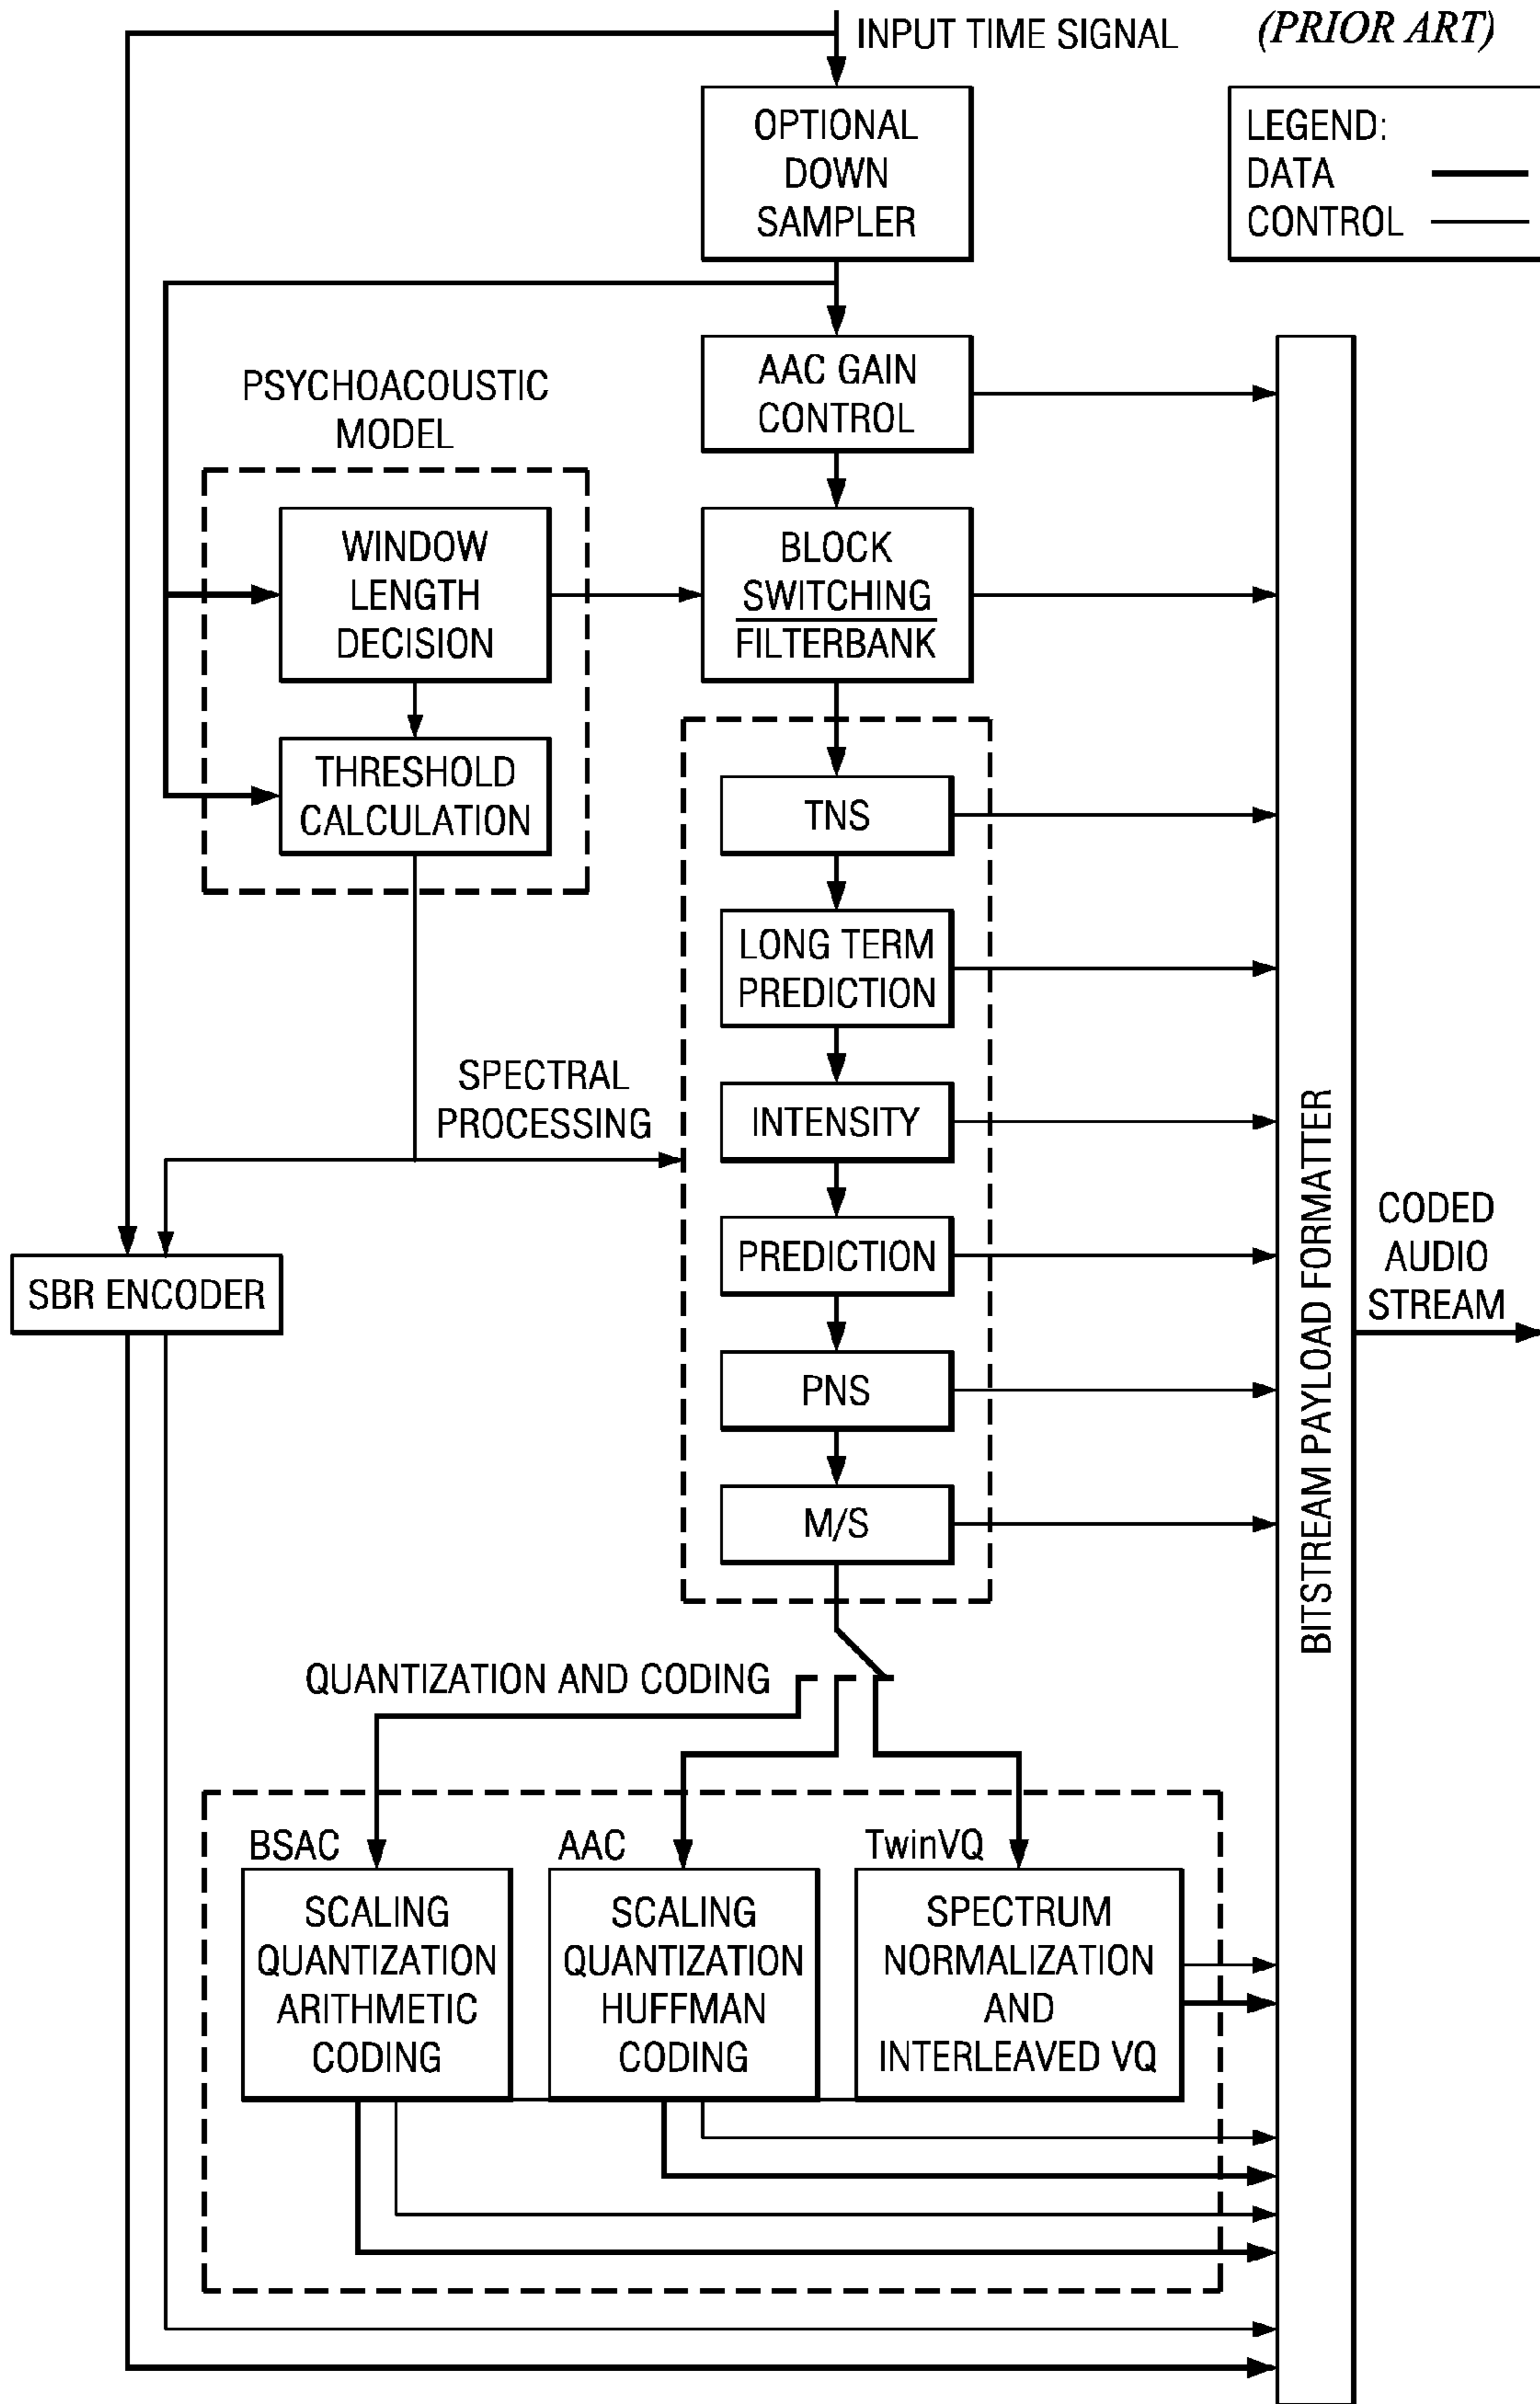 INPUT TIME SIGNAL
(PRIOR ART)
OPTIONAL
DOWN
SAMPLER
LEGEND:
DATA
CONTROL
AAC GAIN
CONTROL
PSYCHOACOUSTIC
MODEL
WINDOW
LENGTH
DECISION
BLOCK
SWITCHING
FILTERBANK
THRESHOLD
CALCULATION
TNS
LONG TERM
PREDICTION
SPECTRAL
PROCESSING
INTENSITY
PREDICTION
SBR ENCODER
PNS
M/S
BITSTREAM PAYLOAD FORMATTER
CODED
AUDIO
STREAM
QUANTIZATION AND CODING
BSAC
SCALING
QUANTIZATION
ARITHMETIC
CODING
AAC
SCALING
QUANTIZATION
HUFFMAN
CODING
TwinVQ
SPECTRUM
NORMALIZATION
AND
INTERLEAVED VQ